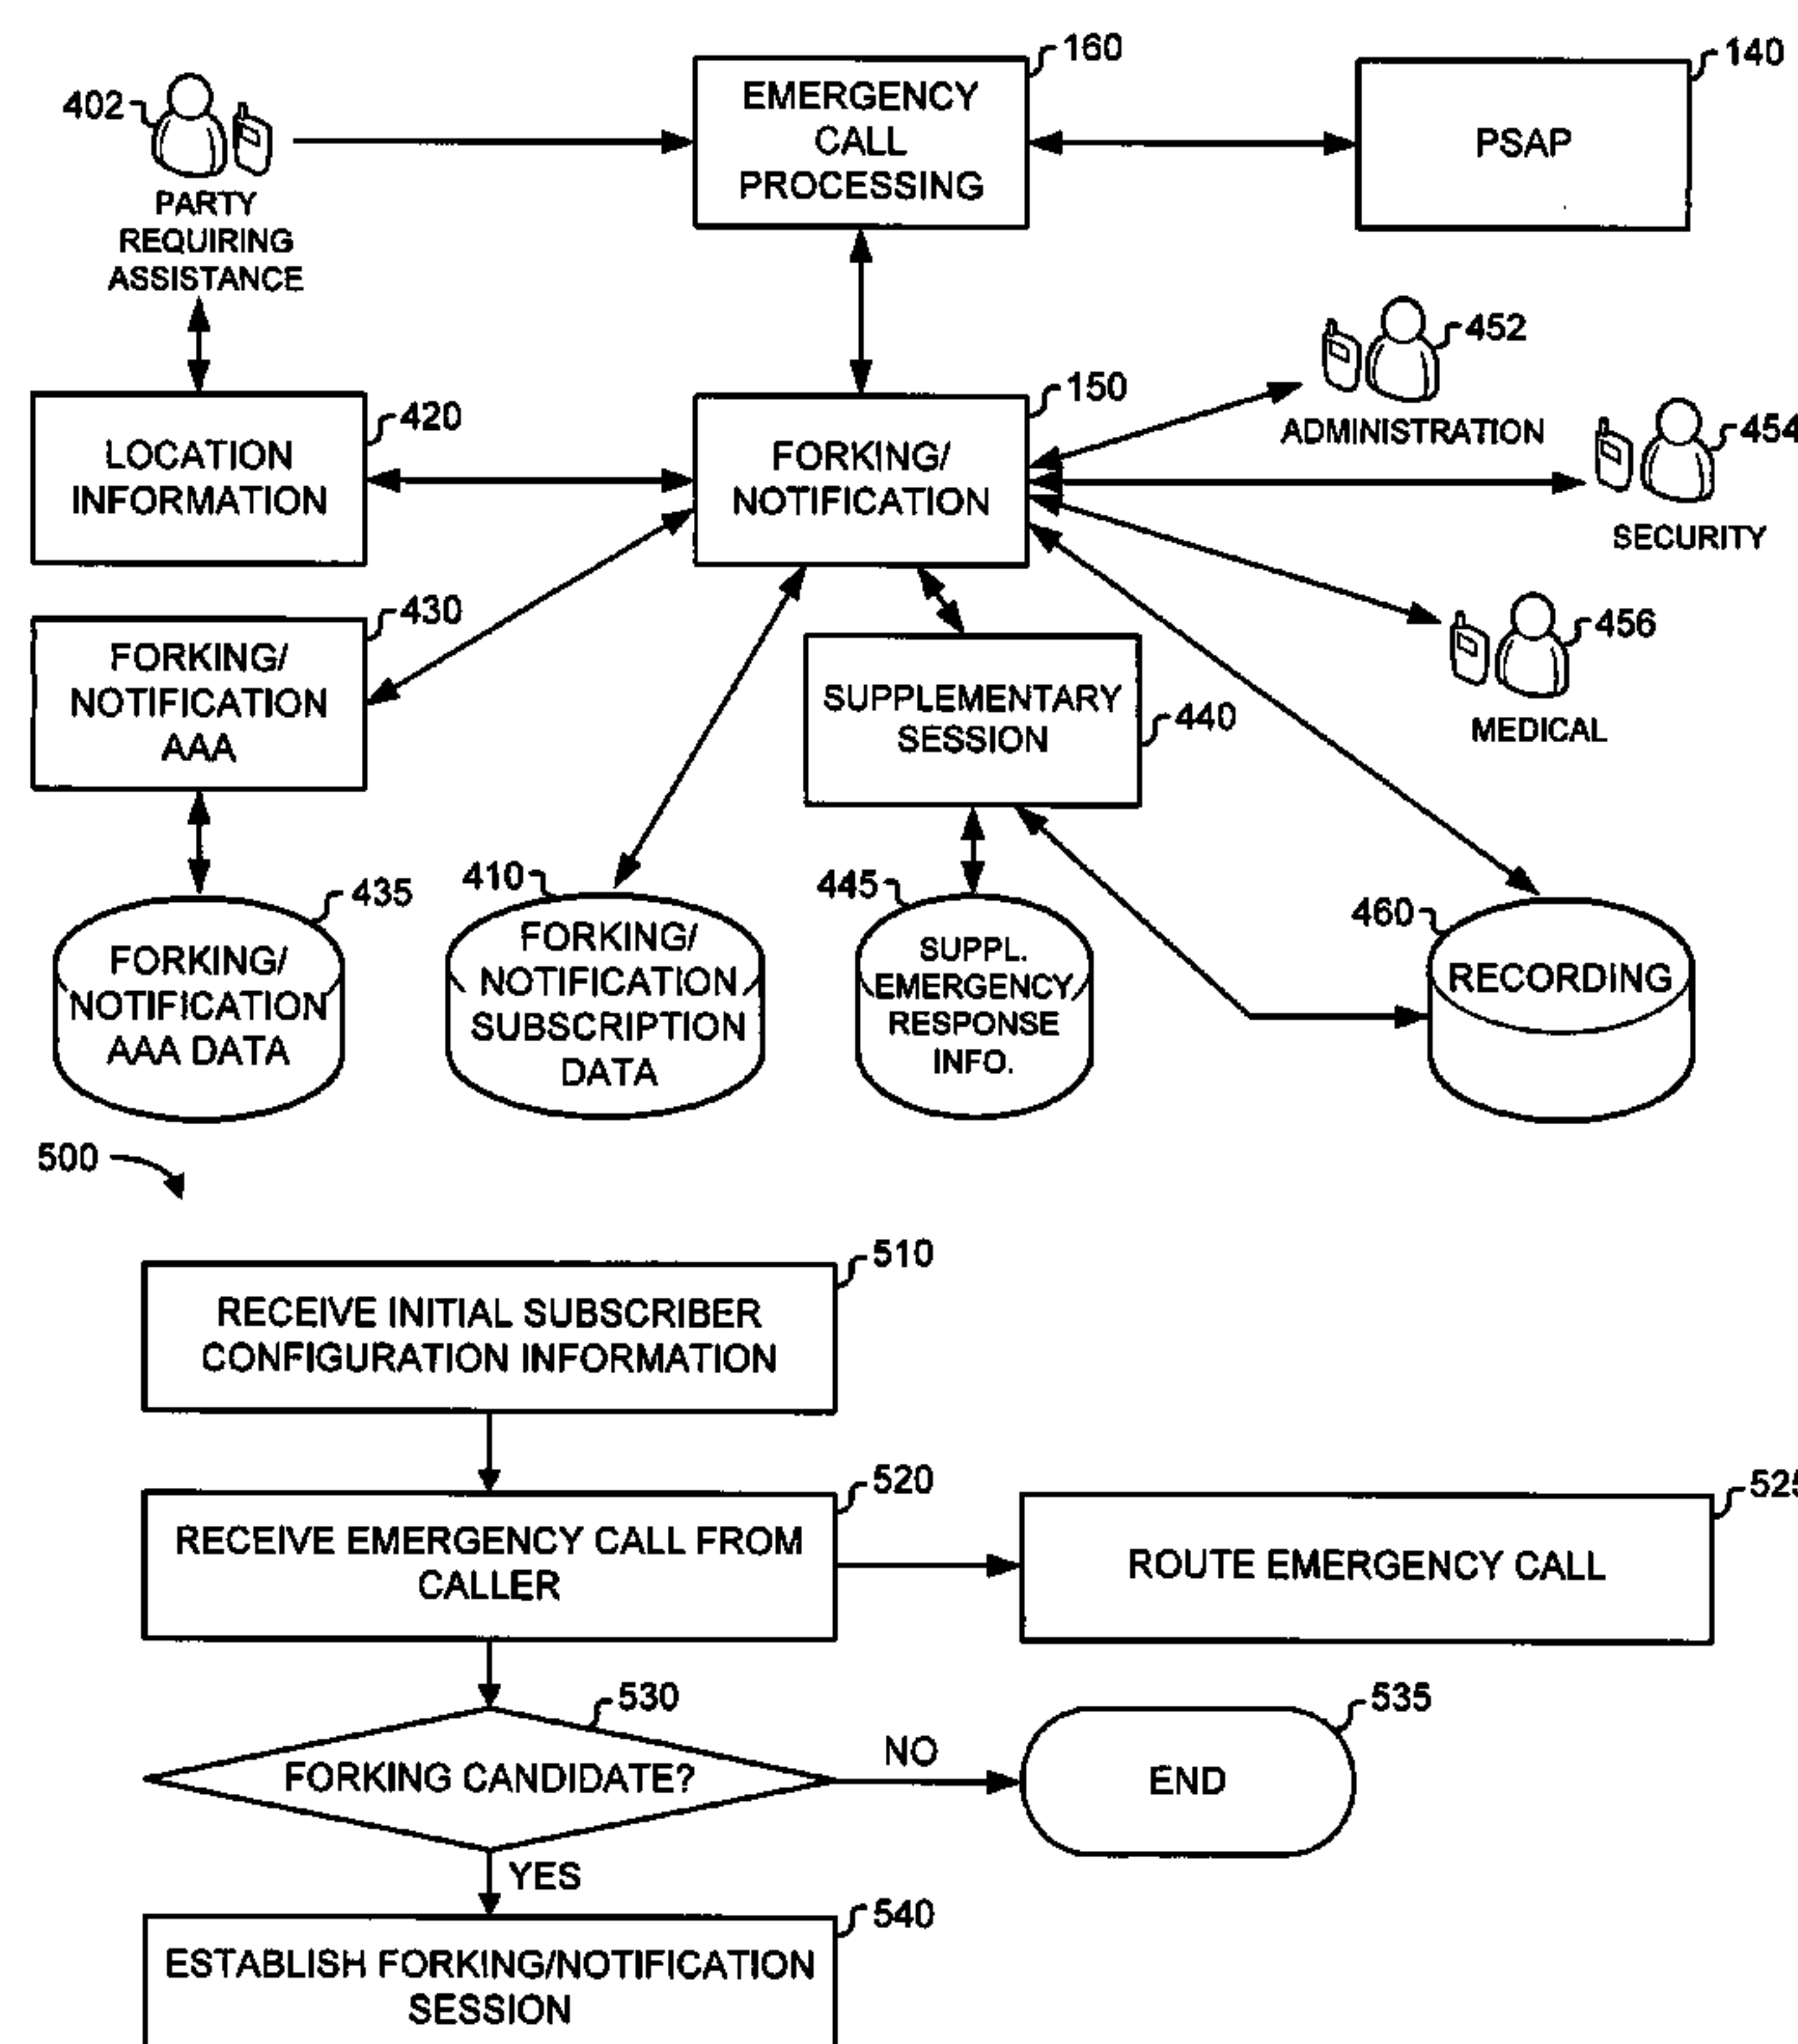 160
140
402
EMERGENCY
CALL
PROCESSING
PSAP
PARTY
REQUIRING
ASSISTANCE
452
ADMINISTRATION
150
420
454
LOCATION
INFORMATION
FORKING/
NOTIFICATION
SECURITY
430
456
FORKING/
NOTIFICATION
AAA
SUPPLEMENTARY
SESSION
440
MEDICAL
435
410
445
460
FORKING/
NOTIFICATION
AAA DATA
FORKING/
NOTIFICATION
SUBSCRIPTION
DATA
SUPPL.
EMERGENCY
RESPONSE
INFO.
RECORDING
500
510
RECEIVE INITIAL SUBSCRIBER
CONFIGURATION INFORMATION
520
525
RECEIVE EMERGENCY CALL FROM
CALLER
ROUTE EMERGENCY CALL
530
535
FORKING CANDIDATE?
NO
END
YES
540
ESTABLISH FORKING/NOTIFICATION
SESSION